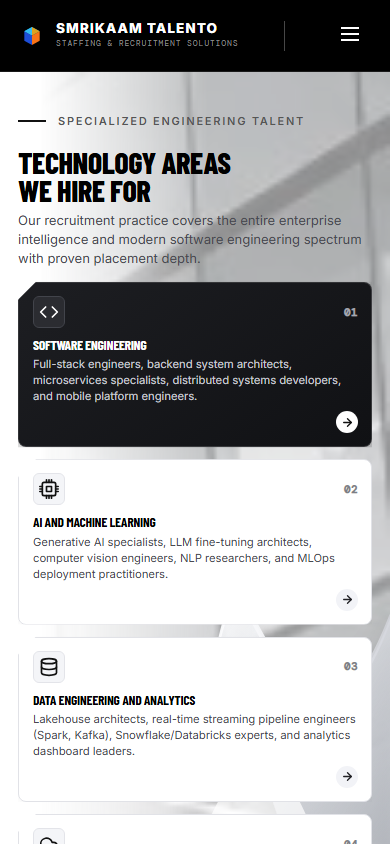 SMRIKAAM TALENTO
STAFFING & RECRUITMENT SOLUTIONS
SPECIALIZED ENGINEERING TALENT
TECHNOLOGY AREAS
WE HIRE FOR
Our recruitment practice covers the entire enterprise
intelligence and modern software engineering spectrum
with proven placement depth.
01
SOFTWARE ENGINEERING
Full-stack engineers, backend system architects,
microservices specialists, distributed systems developers,
and mobile platform engineers.
02
AI AND MACHINE LEARNING
Generative AI specialists, LLM fine-tuning architects,
computer vision engineers, NLP researchers, and MLOps
deployment practitioners.
03
DATA ENGINEERING AND ANALYTICS
Lakehouse architects, real-time streaming pipeline engineers
(Spark, Kafka), Snowflake/Databricks experts, and analytics
dashboard leaders.
04